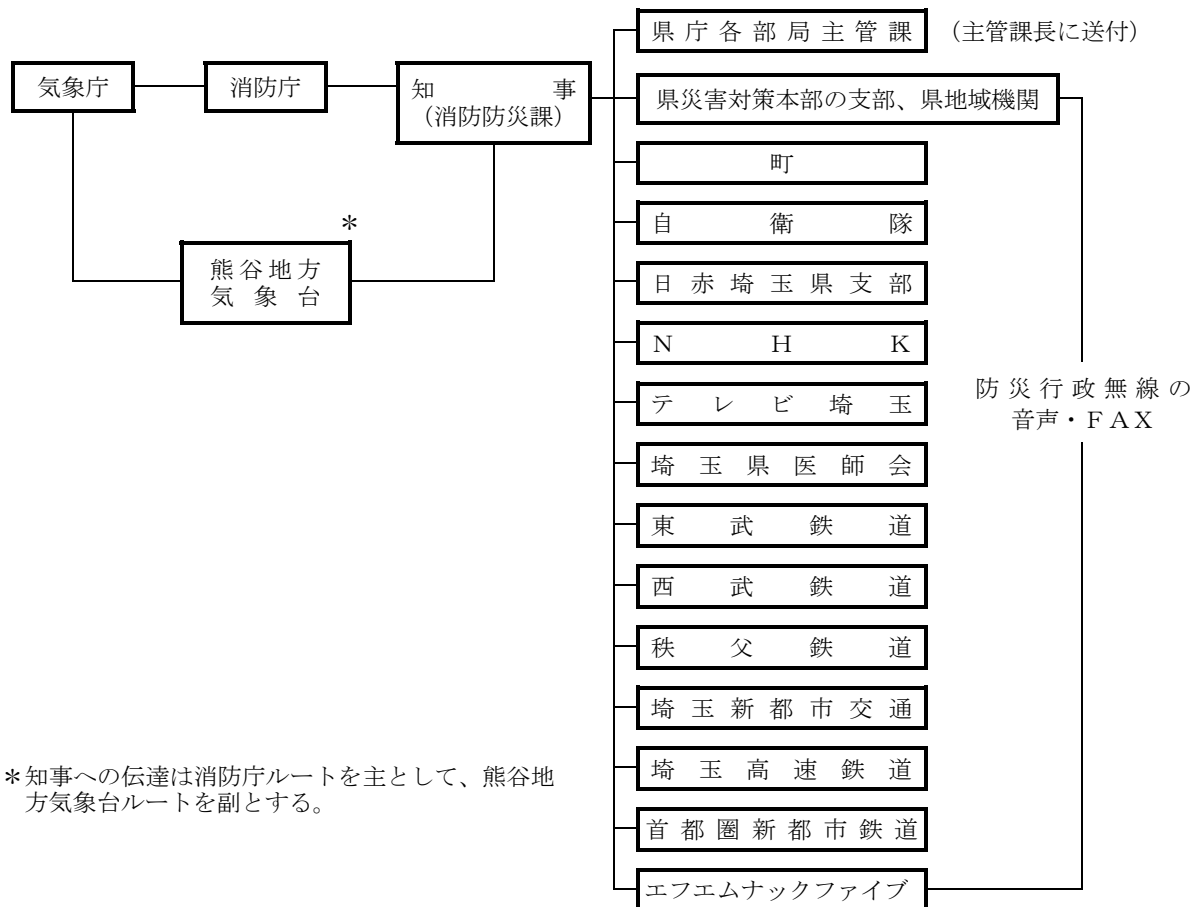 県庁各部局主管課 （主管課長に送付）
気象庁
消防庁
知事
（消防防災課）
県災害対策本部の支部、県地域機関
町
自衛隊
＊
熊谷地方
気象台
日赤埼玉県支部
ＮＨＫ
テレビ埼玉
防災行政無線の
音声・ＦＡＸ
埼玉県医師会
東武鉄道
西武鉄道
秩父鉄道
埼玉新都市交通
埼玉高速鉄道
首都圏新都市鉄道
エフエムナックファイブ
＊知事への伝達は消防庁ルートを主として、熊谷地
方気象台ルートを副とする。